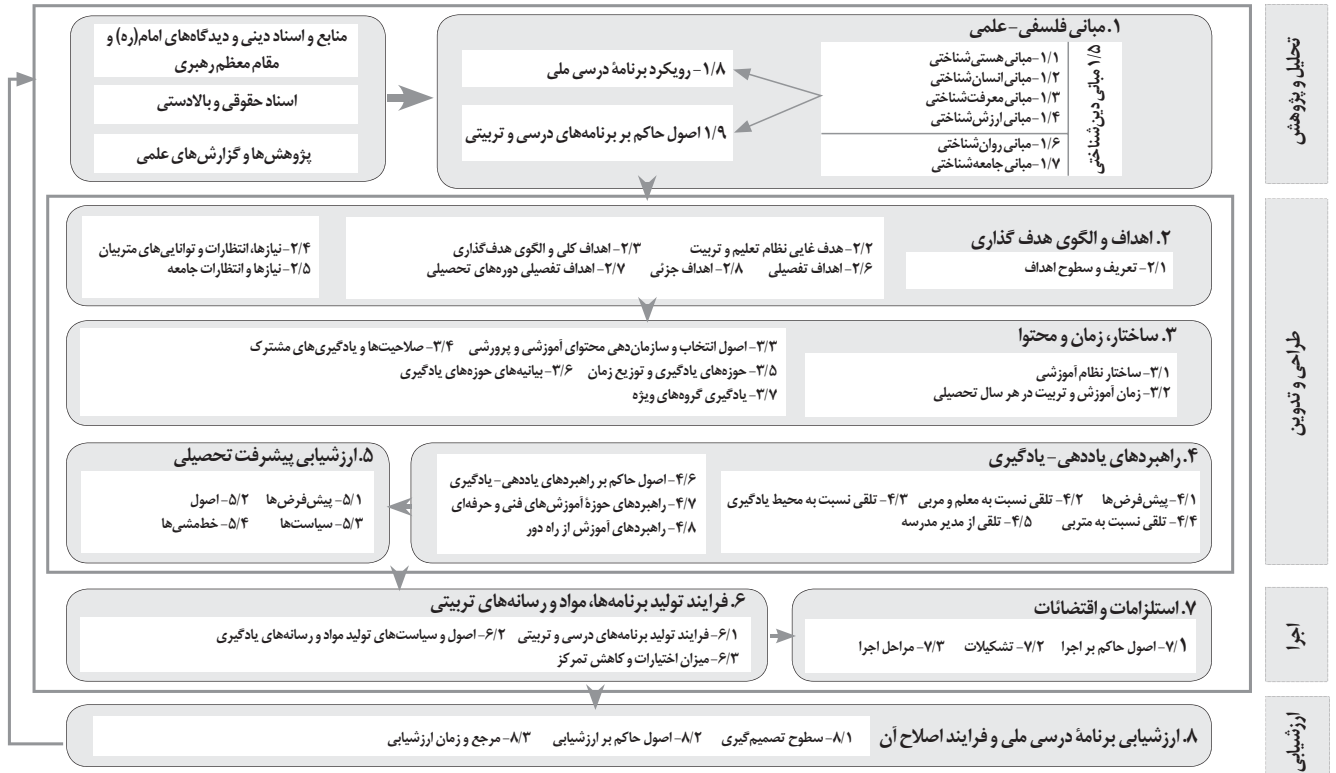 تحلیل و پژوهش
۱. مبانی فلسفی-علمی
۱/۱-مبانی هستی‌شناختی
۱/۲-مبانی انسان‌شناختی
۱/۳-مبانی معرفت‌شناختی
۱/۴-مبانی ارزش‌شناختی
۱/۵ مبانی دین‌شناختی
۱/۶-مبانی روان‌شناختی
۱/۷-مبانی جامعه‌شناختی
۱/۸- رویکرد برنامهٔ درسی ملی
۱/۹ اصول حاکم بر برنامه‌های درسی و تربیتی
منابع و اسناد دینی و دیدگاه‌های امام(ره) و
مقام معظم رهبری
اسناد حقوقی و بالادستی
پژوهش‌ها و گزارش‌های علمی
طراحی و تدوین
۲. اهداف و الگوی هدف گذاری
۲/۱- تعریف و سطوح اهداف
۲/۲-هدف غایی نظام تعلیم و تربیت ۲/۳- اهداف کلی و الگوی هدف‌گذاری
۲/۶- اهداف تفصیلی ۲/۸- اهداف جزئی ۲/۷- اهداف تفصیلی دوره‌های تحصیلی
۲/۴-نیازها، انتظارات و توانایی‌های متربیان
۲/۵-نیازها و انتظارات جامعه
۳. ساختار، زمان و محتوا
۳/۱-ساختار نظام آموزشی
۳/۲-زمان آموزش و تربیت در هر سال تحصیلی
۳/۳- اصول انتخاب و سازمان‌دهی محتوای آموزشی و پرورشی ۳/۴- صلاحیت‌ها و یادگیری‌های مشترک
۳/۵- حوزه‌های یادگیری و توزیع زمان ۳/۶- بیانیه‌های حوزه‌های یادگیری
۳/۷- یادگیری گروه‌های ویژه
۴. راهبردهای یاددهی- یادگیری
۴/۱-پیش‌فرض‌ها ۴/۲- تلقی نسبت به معلم و مربی ۴/۳- تلقی نسبت به محیط یادگیری
۴/۴- تلقی نسبت به متربی ۴/۵- تلقی از مدیر مدرسه
۴/۶-اصول حاکم بر راهبردهای یاددهی-یادگیری
۴/۷-راهبردهای حوزهٔ آموزش‌های فنی و حرفه‌ای
۴/۸-راهبردهای آموزش از راه دور
۵. ارزشیابی پیشرفت تحصیلی
۵/۱- پیش‌فرض‌ها ۵/۲- اصول
۵/۳- سیاست‌ها ۵/۴- خط‌مشی‌ها
اجرا
۷. استلزامات و اقتضائات
۷/۱-اصول حاکم بر اجرا ۷/۲- تشکیلات ۷/۳- مراحل اجرا
۶. فرایند تولید برنامه‌ها، مواد و رسانه‌های تربیتی
۶/۱-فرایند تولید برنامه‌های درسی و تربیتی ۶/۲- اصول و سیاست‌های تولید مواد و رسانه‌های یادگیری
۶/۳-میزان اختیارات و کاهش تمرکز
ارزشیابی
۸. ارزشیابی برنامهٔ درسی ملی و فرایند اصلاح آن
۸/۱-سطوح تصمیم‌گیری ۸/۲- اصول حاکم بر ارزشیابی ۸/۳-مرجع و زمان ارزشیابی